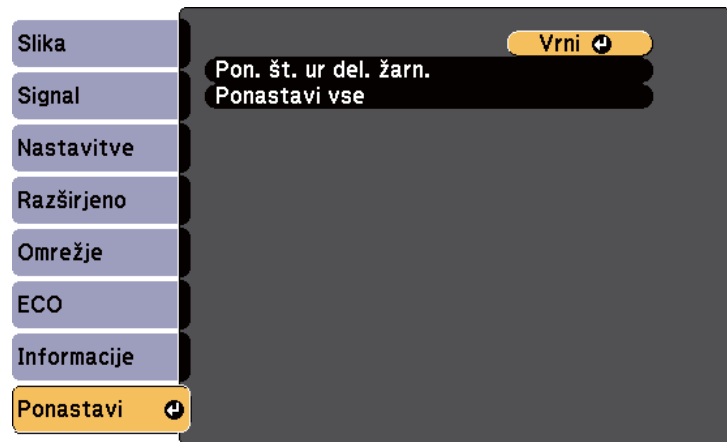 Slika
Signal
Nastavitve
Razširjeno
Omrežje
ECO
Informacije
Ponastavi
Vrni
Pon. št. ur del. žarn.
Ponastavi vse